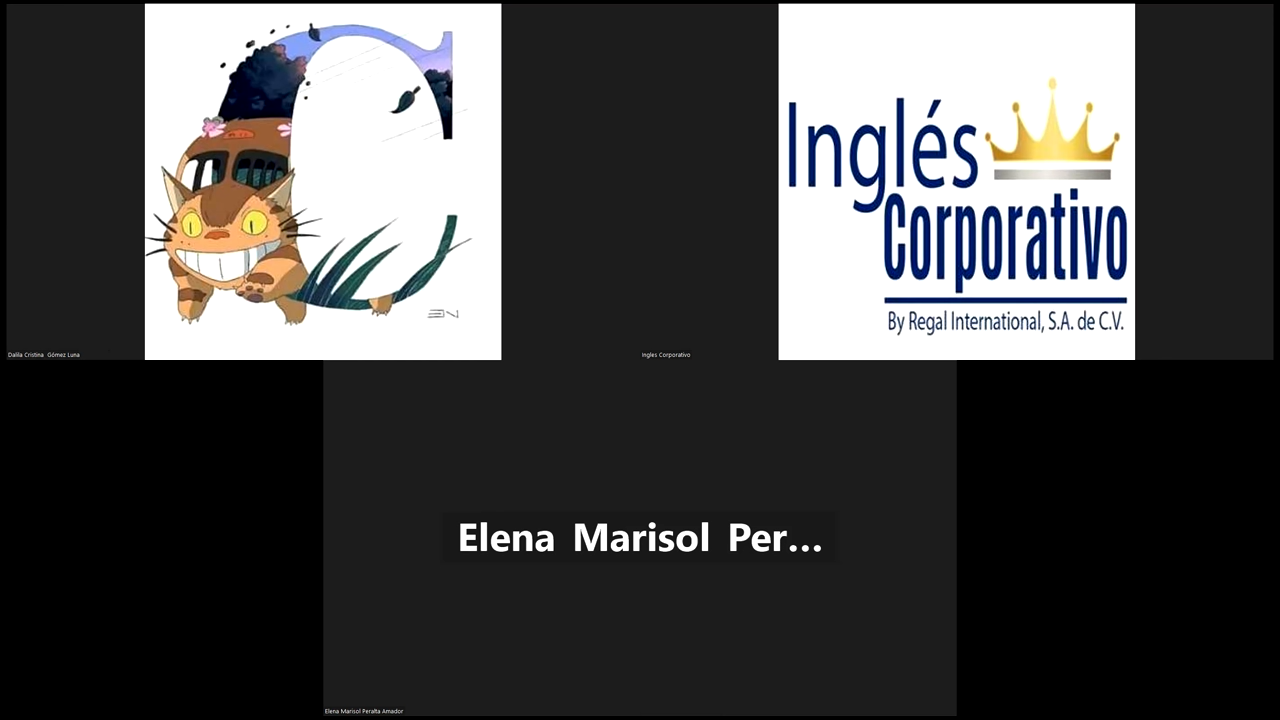 Inglés
Corporativo
By Regal International, S.A. de C.V.
Dalila Cristina Gómez Luna
Ingles Corporativo
Elena Marisol Per...
Elena Marisol Peralta Amador